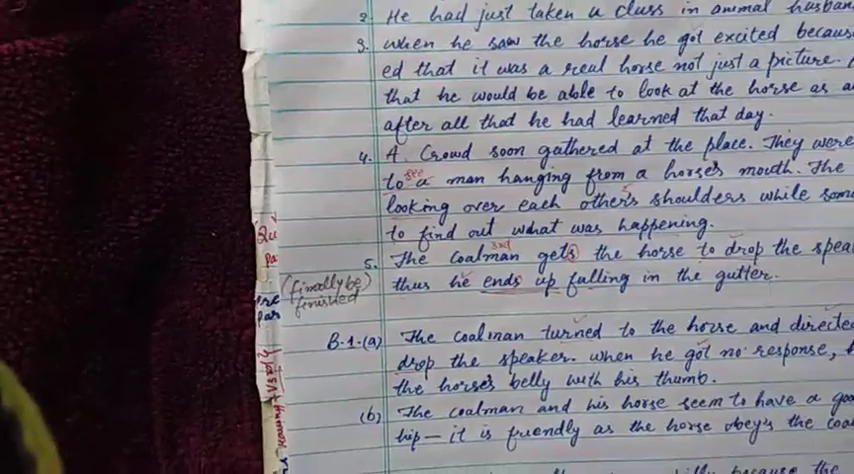 2. He had just taken a class in animal husban
3. When he saw the horse he got excited becaus
ed that it was a real horse not just a picture.
that he would be able to look at the horse as a
after all that he had learned that day.
4. A. Crowd soon gathered at the place. They were
to see a man hanging from a horse's mouth. The
looking over each other's shoulders while som
to find out what was happening.
3rd
5. The Coalman gets the horse to drop the spea
thus he ends up falling in the gutter.
(finally be
finished
B.1.(a) The coalman turned to the horse and directe
drop the speaker. when he got no response,
the horse's belly with his thumb.
(b) The coalman and his horse seem to have a goo
hip— it is friendly as the horse obeys the coa
because the